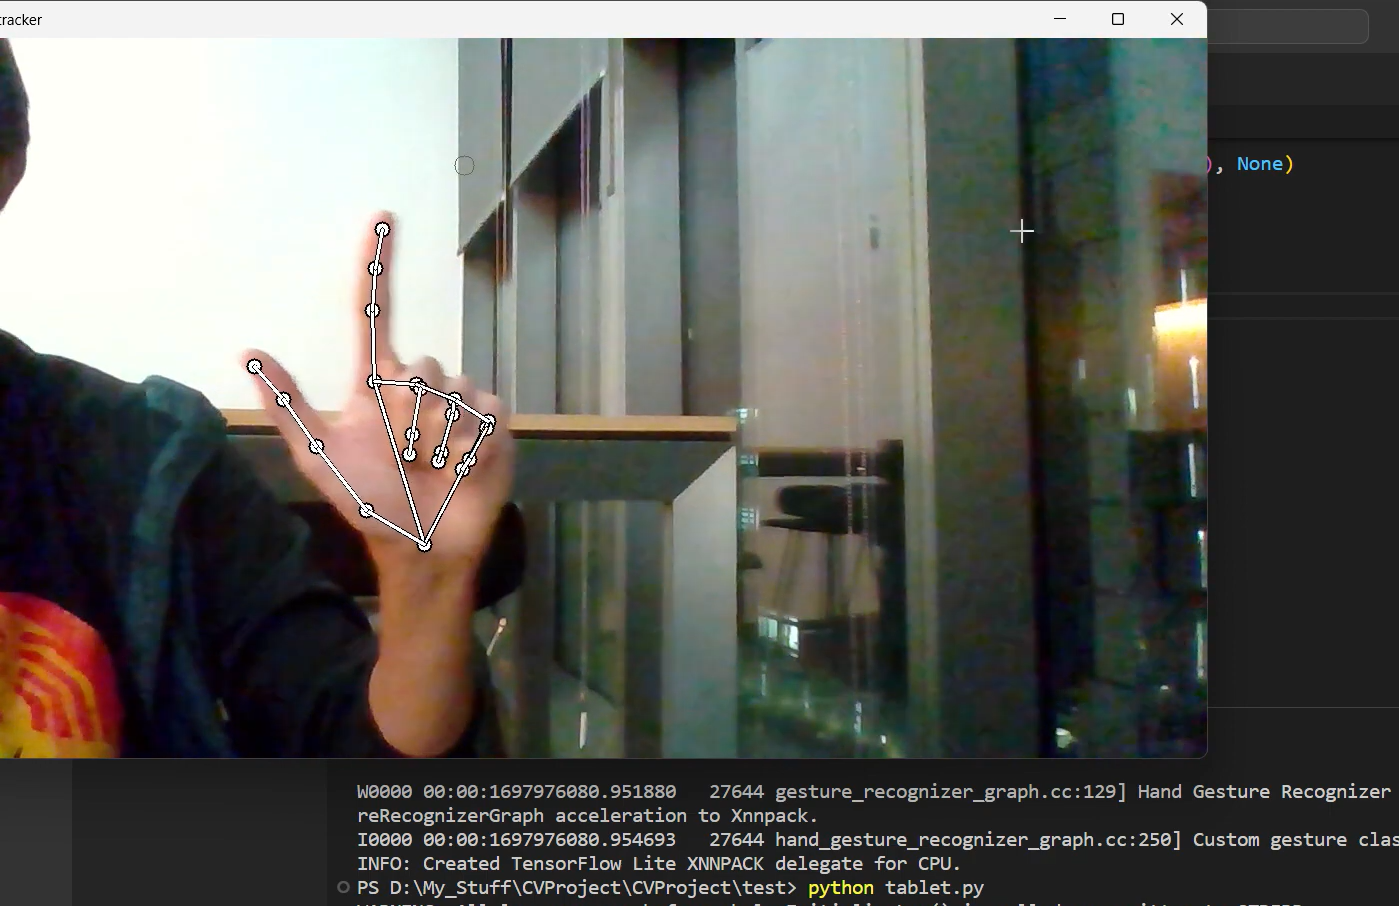 racker
), None)
W0000 00:00:1697976080.951880 27644 gesture_recognizer_graph.cc:129] Hand Gesture Recognizer
reRecognizerGraph acceleration to Xnnpack.
I0000 00:00:1697976080.954693 27644 hand_gesture_recognizer_graph.cc:250] Custom gesture clas
INFO: Created TensorFlow Lite XNNPACK delegate for CPU.
PS D:\My_Stuff\CVProject\CVProject\test> python tablet.py